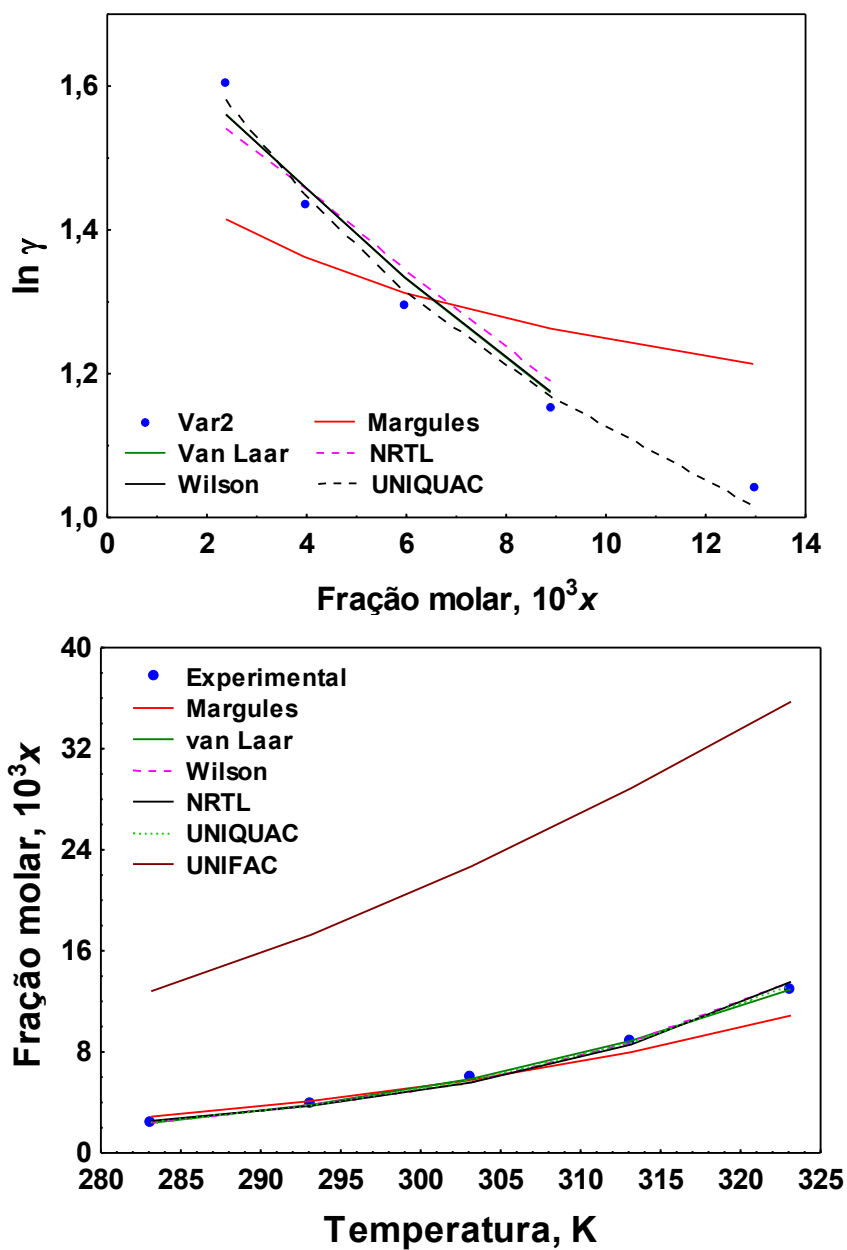 1,6
1,4
1,2
1,0
ln γ
Var2
Van Laar
Wilson
Margules
NRTL
UNIQUAC
0 2 4 6 8 10 12 14
Fração molar, 10³x
40
32
24
16
8
0
Fração molar, 10³x
Experimental
Margules
van Laar
Wilson
NRTL
UNIQUAC
UNIFAC
280 285 290 295 300 305 310 315 320 325
Temperatura, K